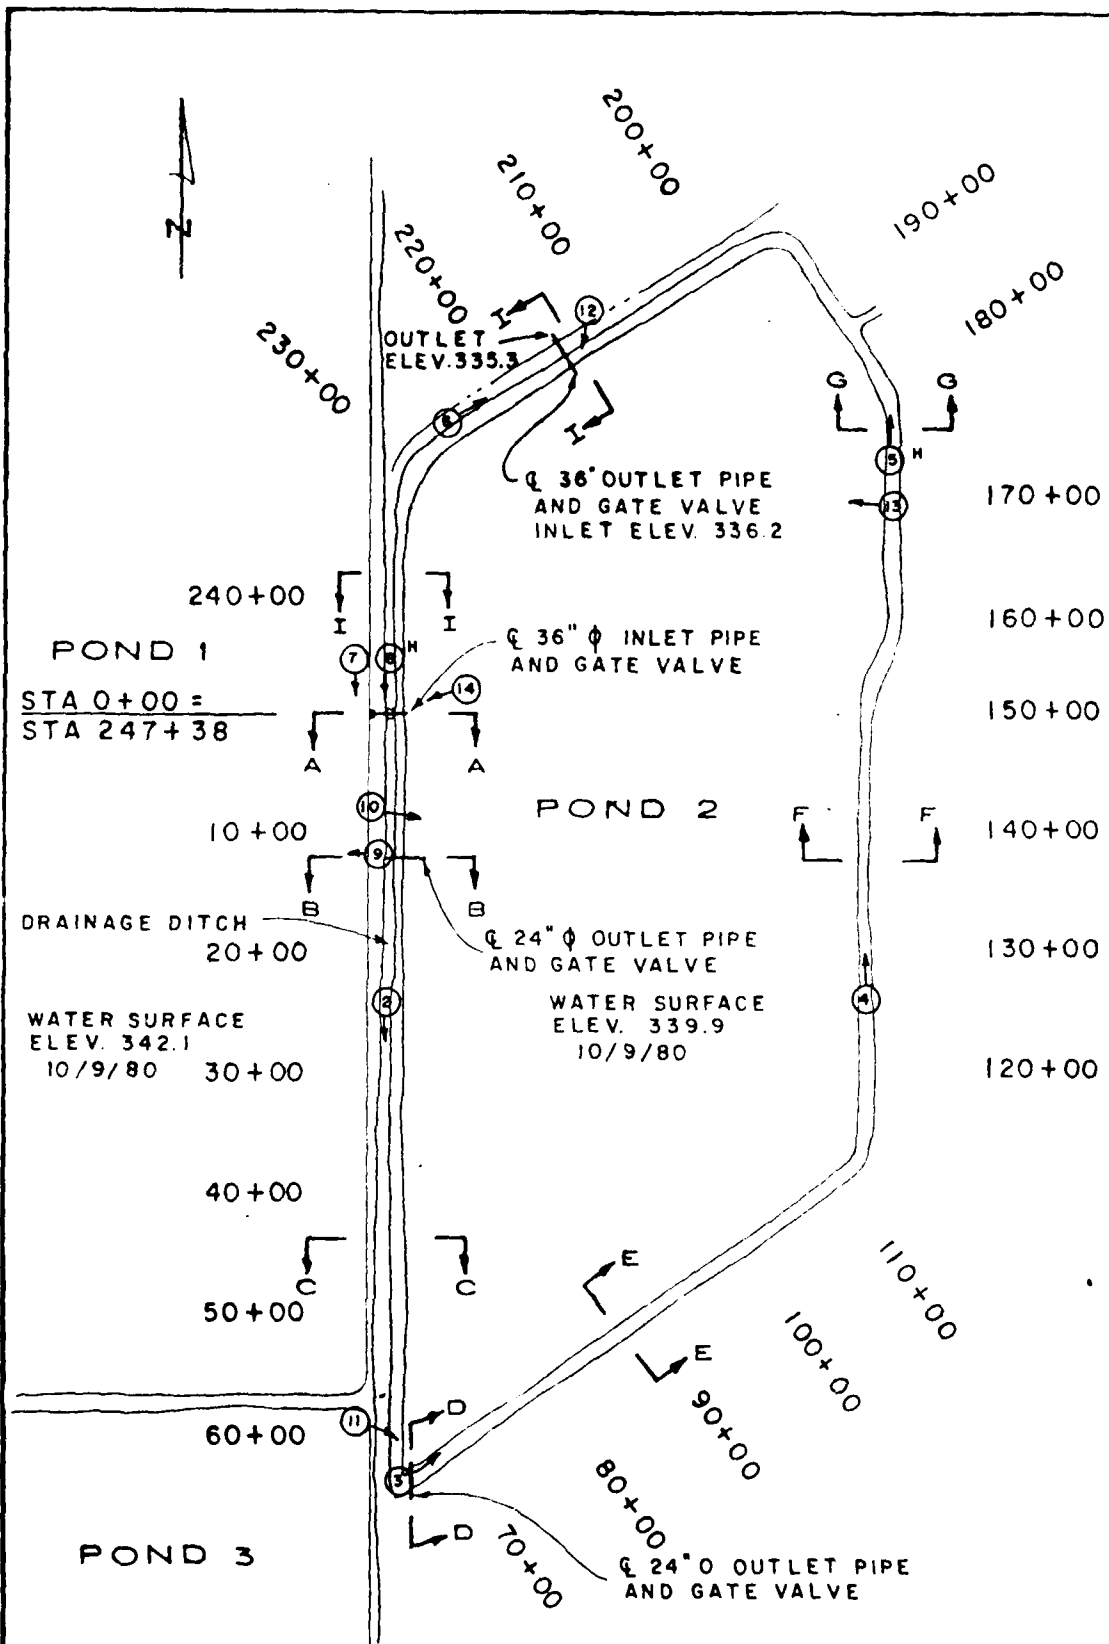 N
200+00
210+00
220+00
230+00
190+00
180+00
I
12
OUTLET
ELEV. 335.3
6
I
G
G
5
H
℄ 36" OUTLET PIPE
AND GATE VALVE
INLET ELEV. 336.2
13
170+00
240+00
I
I
160+00
POND 1
7
8
H
℄ 36" ϕ INLET PIPE
AND GATE VALVE
14
STA 0+00 =
STA 247+38
150+00
A
A
10
POND 2
F
F
10+00
9
140+00
B
B
DRAINAGE DITCH
20+00
℄ 24" ϕ OUTLET PIPE
AND GATE VALVE
130+00
2
4
WATER SURFACE
ELEV. 342.1
10/9/80
WATER SURFACE
ELEV. 339.9
10/9/80
30+00
120+00
40+00
C
C
E
110+00
50+00
100+00
E
90+00
11
D
60+00
3
80+00
D
70+00
POND 3
℄ 24" O OUTLET PIPE
AND GATE VALVE